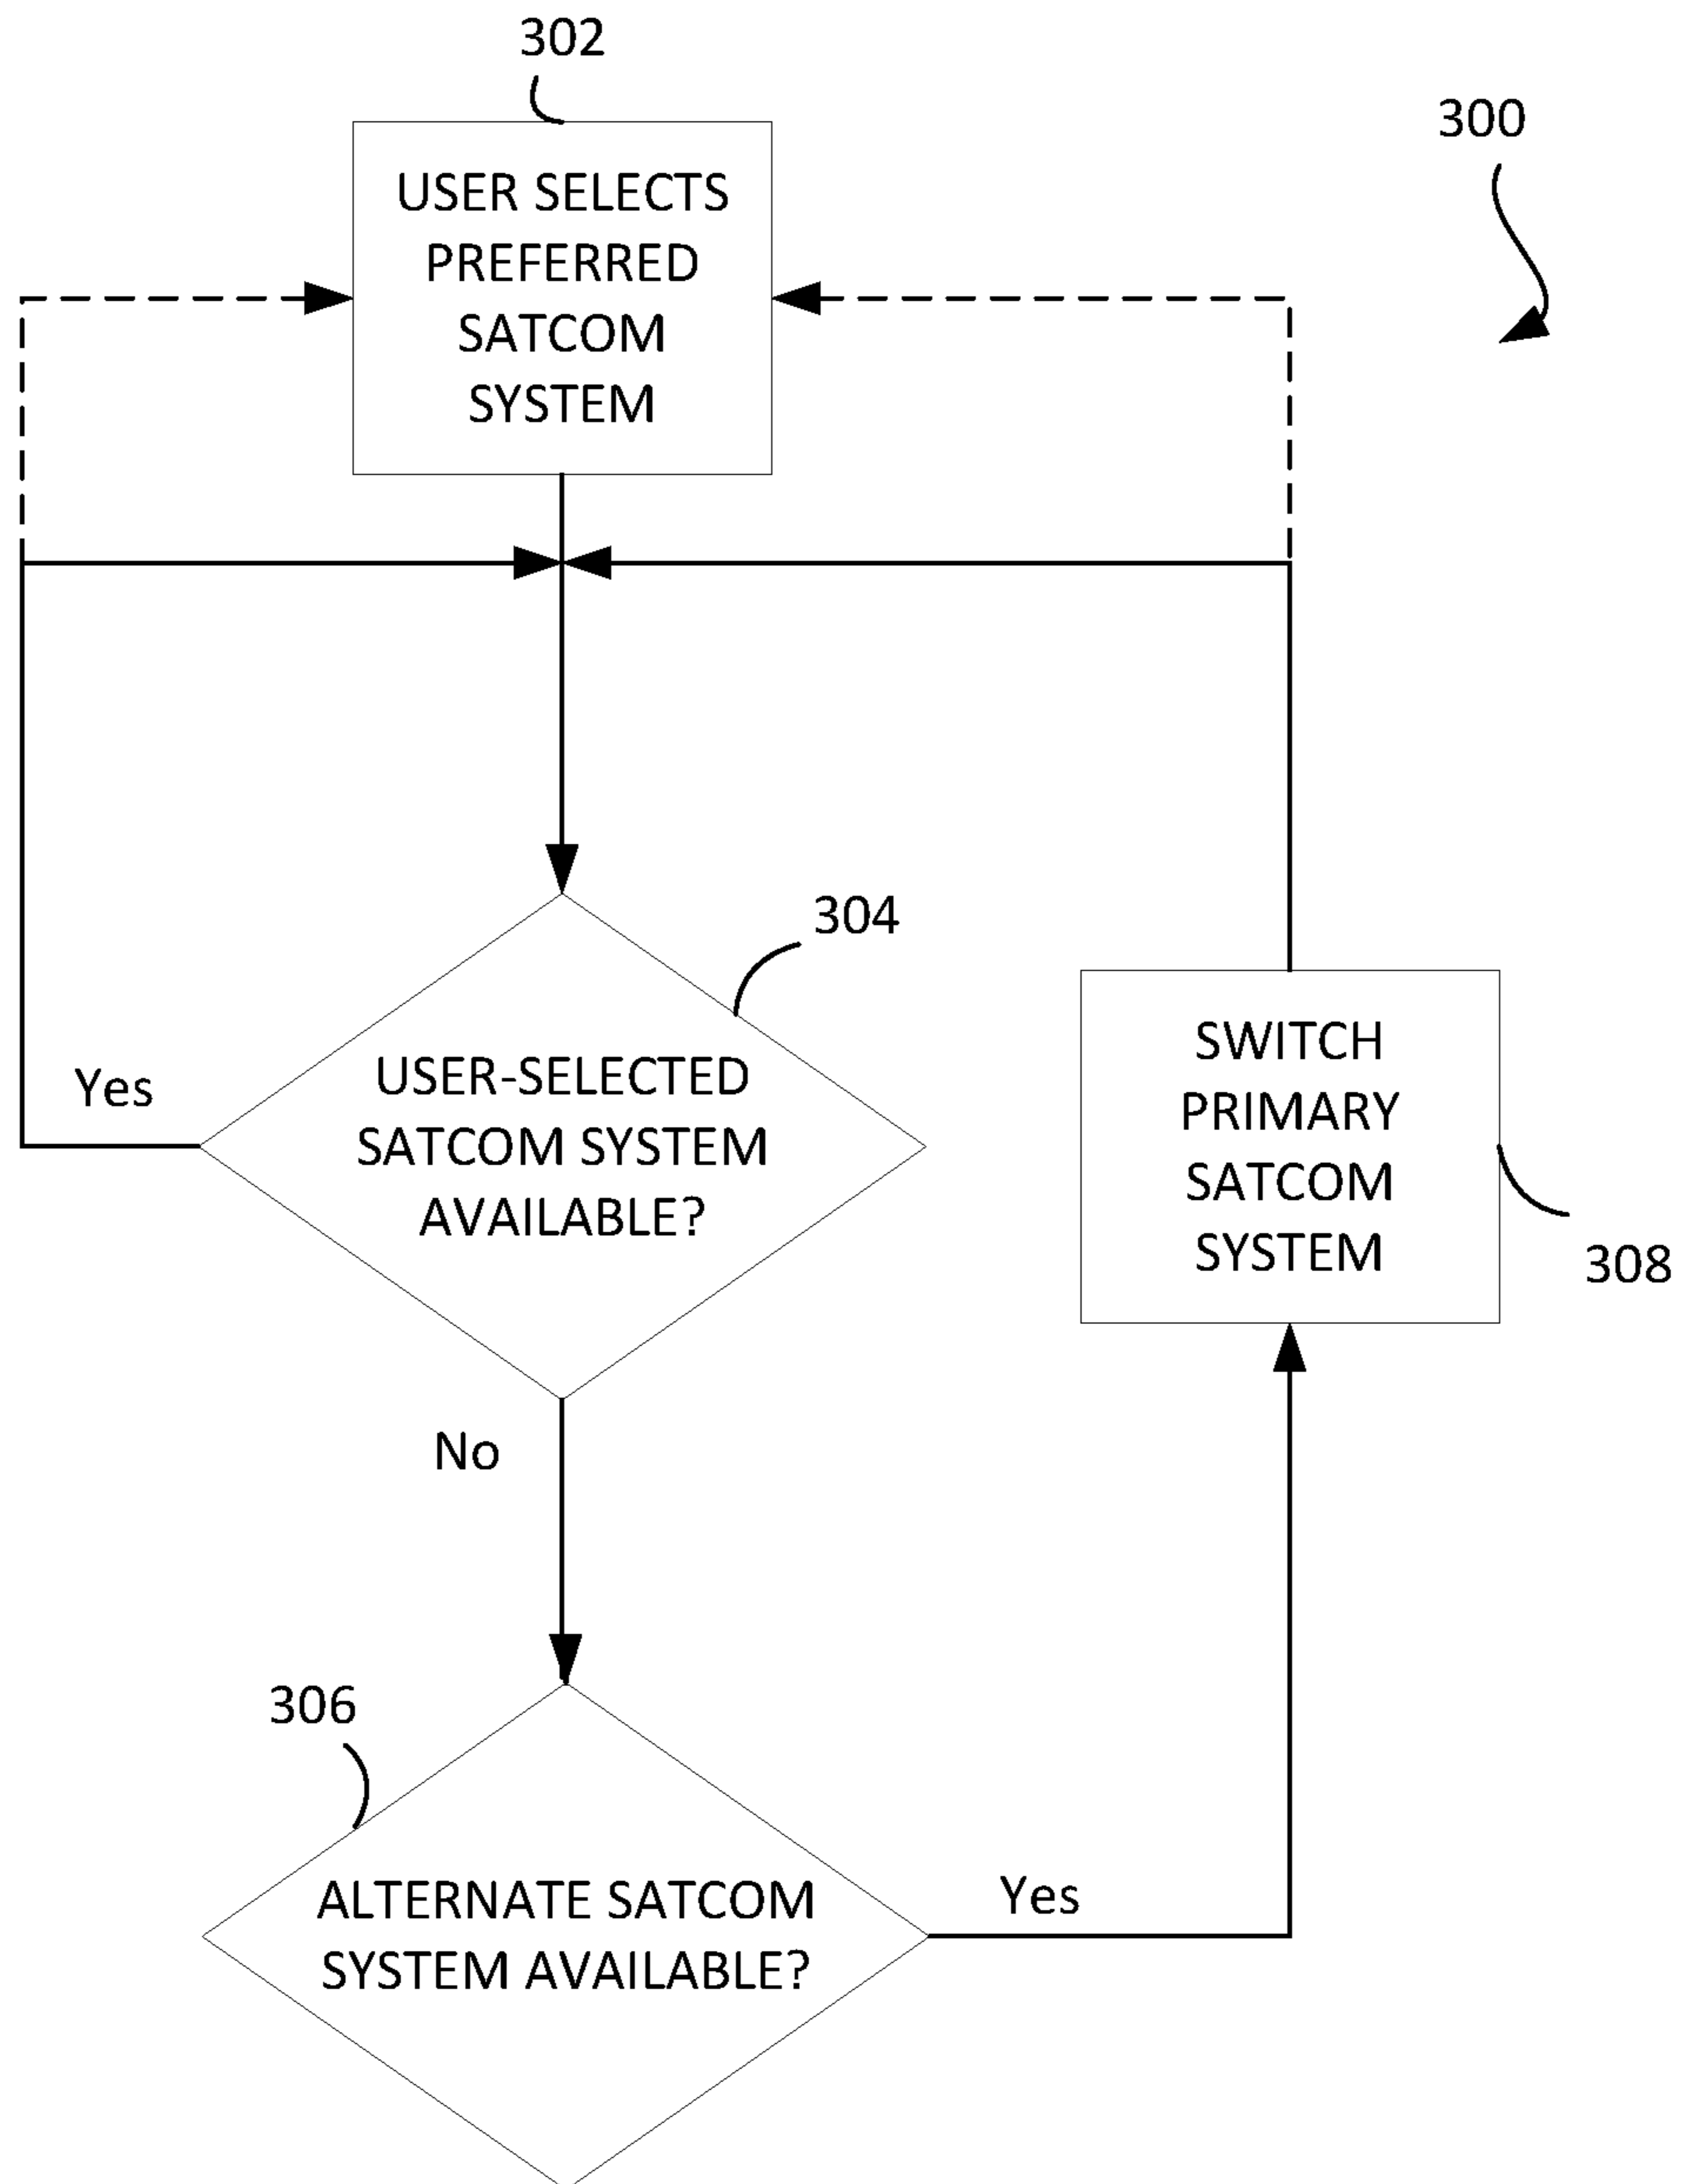 302
300
USER SELECTS
PREFERRED
SATCOM
SYSTEM
304
USER-SELECTED
SATCOM SYSTEM
AVAILABLE?
Yes
SWITCH
PRIMARY
SATCOM
SYSTEM
308
No
306
ALTERNATE SATCOM
SYSTEM AVAILABLE?
Yes